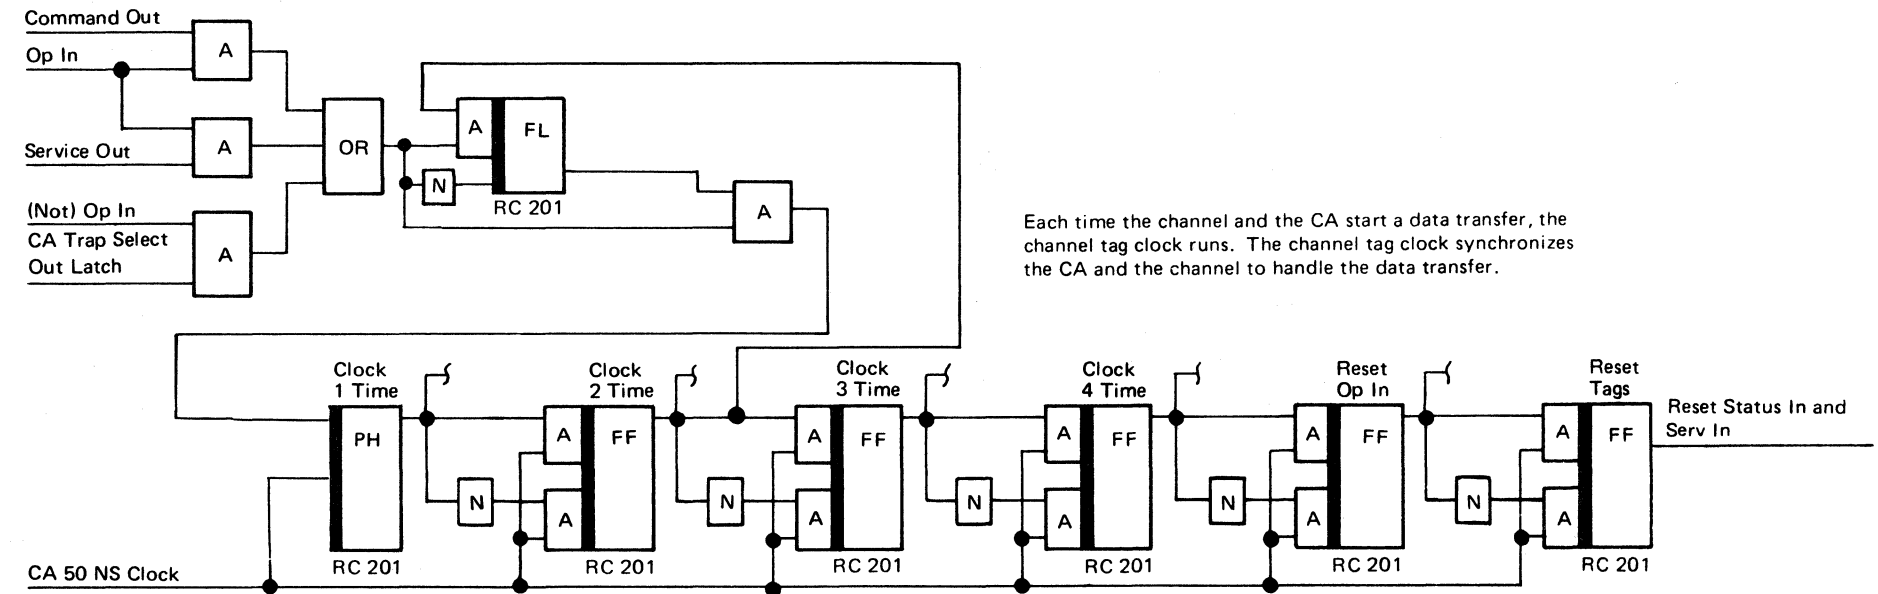 Command Out
A
Op In
A
Service Out
OR
(Not) Op In
CA Trap Select
Out Latch
A
A
FL
N
RC 201
A
Each time the channel and the CA start a data transfer, the
channel tag clock runs. The channel tag clock synchronizes
the CA and the channel to handle the data transfer.
Clock
1 Time
PH
RC 201
Clock
2 Time
A
FF
N
A
RC 201
Clock
3 Time
A
FF
N
A
RC 201
Clock
4 Time
A
FF
N
A
RC 201
Reset
Op In
A
FF
N
A
RC 201
Reset
Tags
A
FF
N
A
RC 201
Reset Status In and
Serv In
CA 50 NS Clock